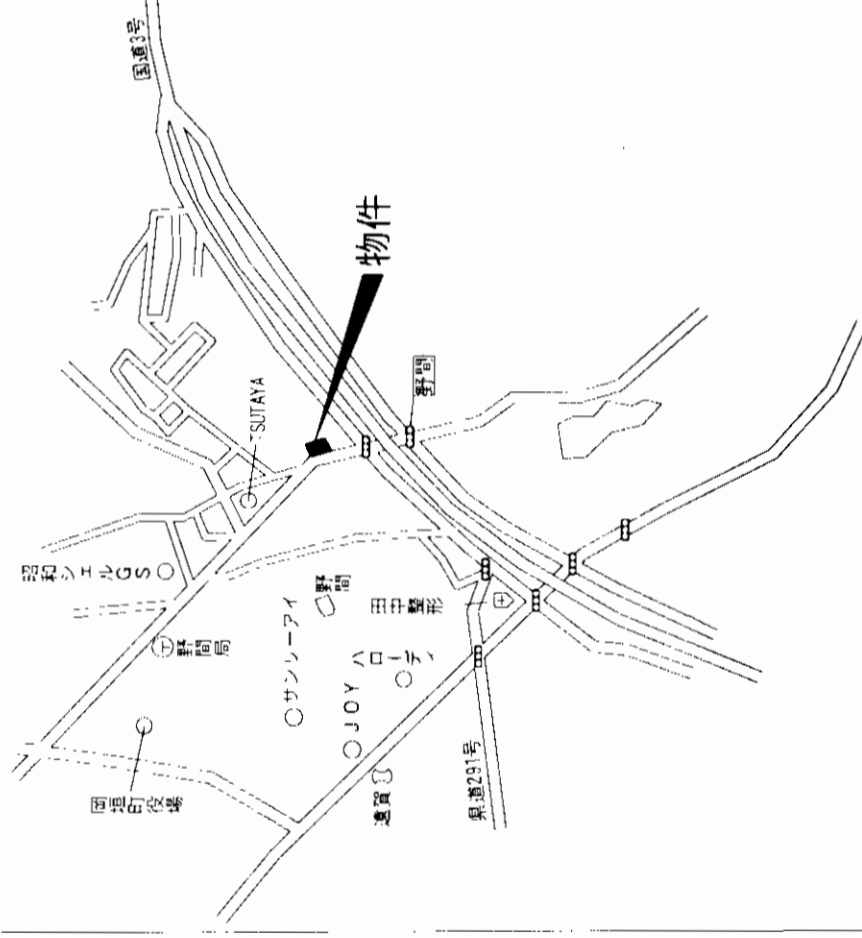 国道3号
物件
TSUTAYA
野間
昭和シェルGS
野間局
サンリーアイ
野間
田中整形
ハローディ
JOY
岡垣町役場
遠賀
県道291号